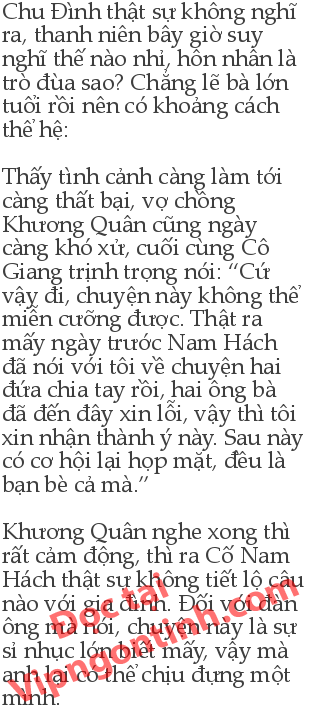 Chu Đình thật sự không nghĩ
ra, thanh niên bây giờ suy
nghĩ thế nào nhỉ, hôn nhân là
trò đùa sao? Chẳng lẽ bà lớn
tuổi rồi nên có khoảng cách
thế hệ:
Thấy tình cảnh càng làm tới
càng thất bại, vợ chồng
Khương Quân cũng ngày
càng khó xử, cuối cùng Cô
Giang trịnh trọng nói: “Cứ
vậy đi, chuyện này không thể
miễn cưỡng được. Thật ra
mấy ngày trước Nam Hách
đã nói với tôi về chuyện hai
đứa chia tay rồi, hai ông bà
đã đến đây xin lỗi, vậy thì tôi
xin nhận thành ý này. Sau này
có cơ hội lại họp mặt, đều là
bạn bè cả mà.”
Khương Quân nghe xong thì
rất cảm động, thì ra Cố Nam
Hách thật sự không tiết lộ câu
nào với gia đình. Đối với đàn
ông mà nói, chuyện này là sự
sỉ nhục lớn biết mấy, vậy mà
anh lại có thể chịu đựng một
mình.
Đọc tại
Vipngontinh.com